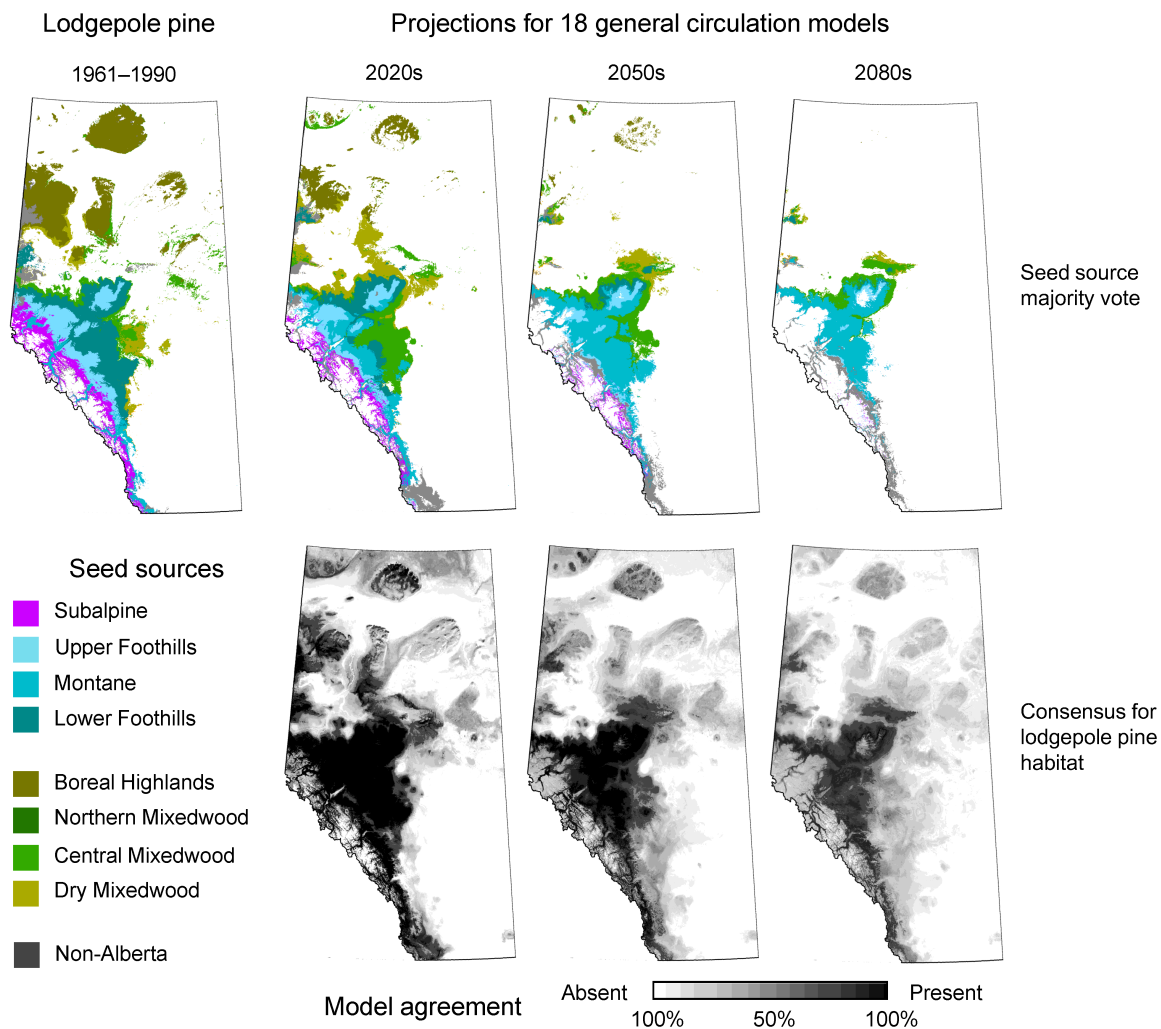 Lodgepole pine
Projections for 18 general circulation models
1961–1990
2020s
2050s
2080s
Seed source
majority vote
Seed sources
Subalpine
Upper Foothills
Montane
Lower Foothills
Boreal Highlands
Northern Mixedwood
Central Mixedwood
Dry Mixedwood
Non-Alberta
Consensus for
lodgepole pine
habitat
Model agreement
Absent
Present
100%
50%
100%